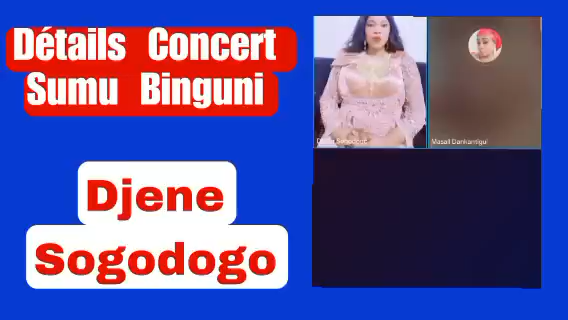 Détails Concert
Sumu Binguni
Djene
Sogodogo
Masall Dankamigui